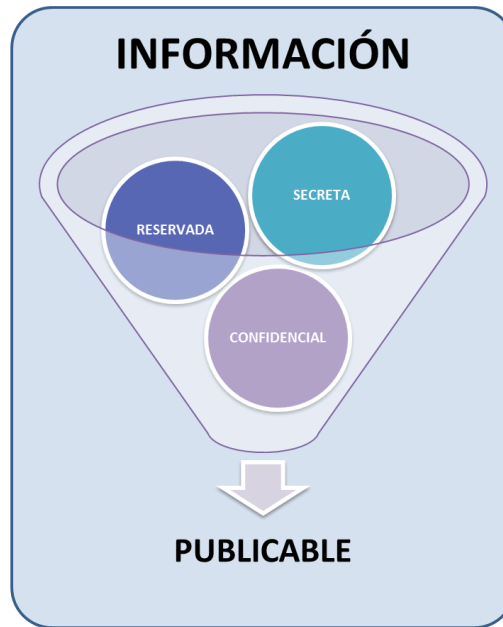 INFORMACIÓN
SECRETA
RESERVADA
CONFIDENCIAL
PUBLICABLE